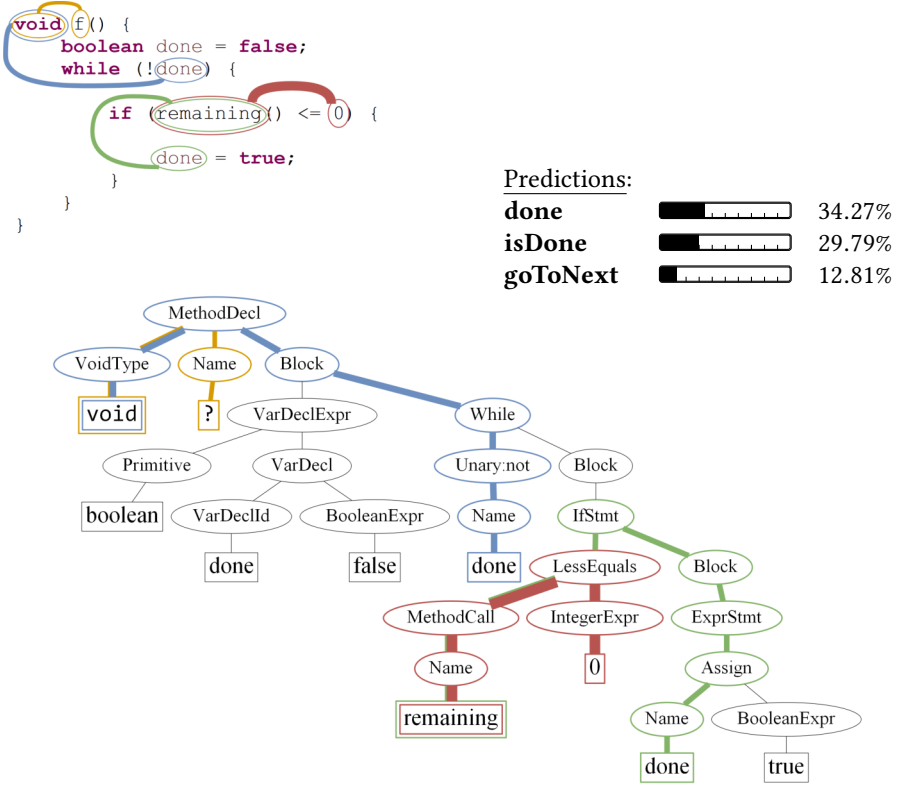 void f() {
boolean done = false;
while (!done) {
if (remaining() <= 0) {
done = true;
}
}
}
Predictions:
done 34.27%
isDone 29.79%
goToNext 12.81%
MethodDecl
VoidType Name Block
void ? VarDeclExpr While
Primitive VarDecl Unary:not Block
boolean VarDeclId BooleanExpr Name IfStmt
done false done LessEquals Block
MethodCall IntegerExpr ExprStmt
Name 0 Assign
remaining Name BooleanExpr
done true